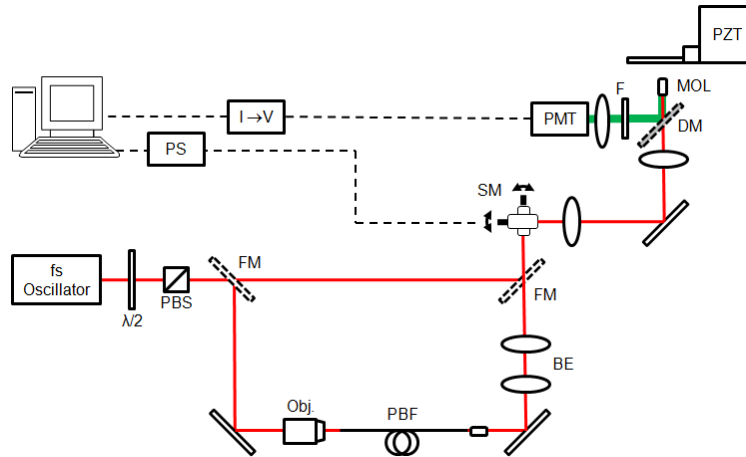 PZT
MOL
F
I→V
PMT
DM
PS
SM
FM
fs
Oscillator
PBS
FM
λ/2
BE
Obj.
PBF